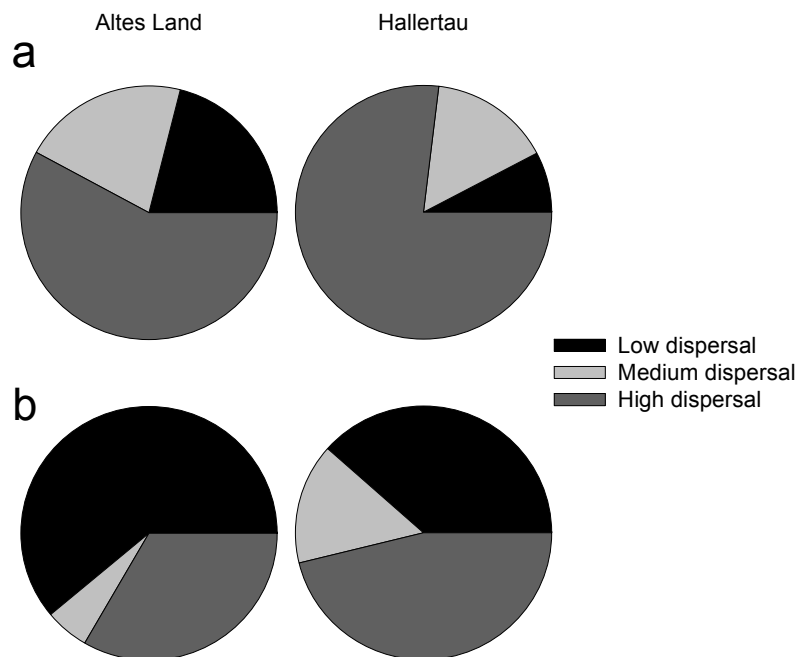 Altes Land
Hallertau
a
Low dispersal
Medium dispersal
High dispersal
b